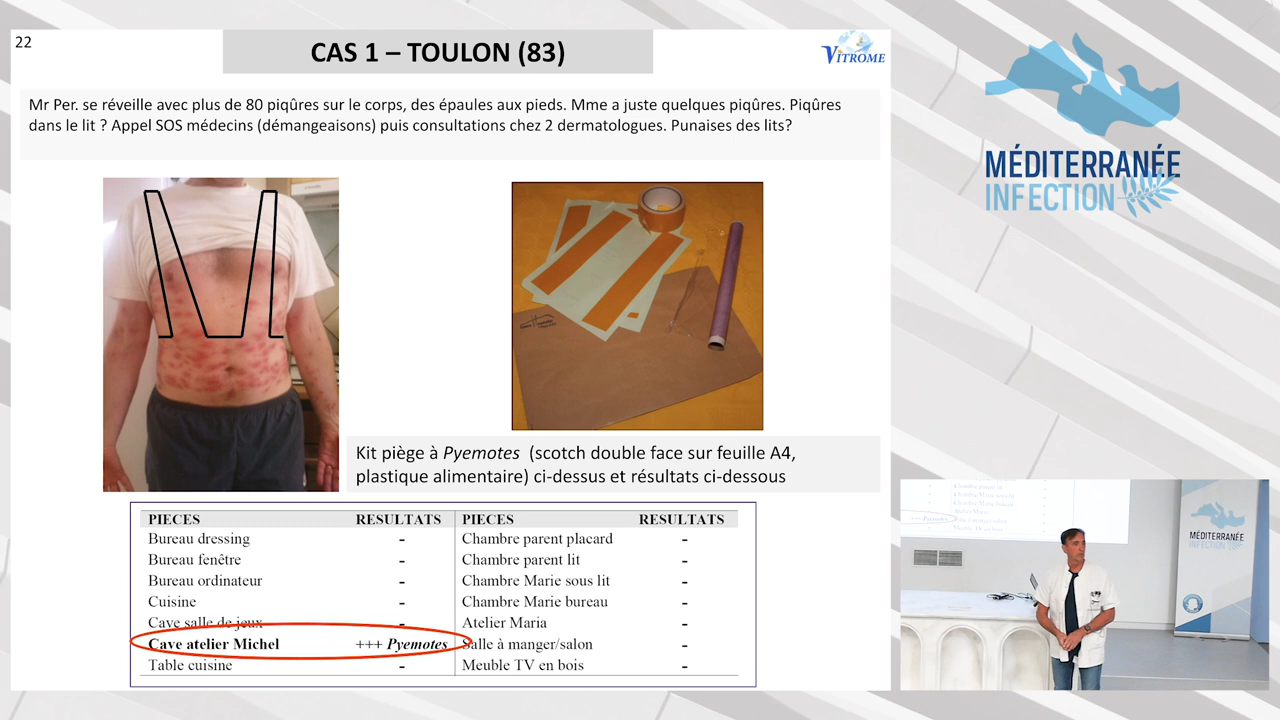 22
CAS 1 – TOULON (83)
VITROME
Mr Per. se réveille avec plus de 80 piqûres sur le corps, des épaules aux pieds. Mme a juste quelques piqûres. Piqûres
dans le lit ? Appel SOS médecins (démangeaisons) puis consultations chez 2 dermatologues. Punaises des lits?
Kit piège à Pyemotes (scotch double face sur feuille A4,
plastique alimentaire) ci-dessus et résultats ci-dessous
PIECES RESULTATS PIECES RESULTATS
Bureau dressing - Chambre parent placard -
Bureau fenêtre - Chambre parent lit -
Bureau ordinateur - Chambre Marie sous lit -
Cuisine - Chambre Marie bureau -
Cave salle de jeux - Atelier Maria -
Cave atelier Michel +++ Pyemotes Salle à manger/salon -
Table cuisine - Meuble TV en bois -
MÉDITERRANÉE
INFECTION
MÉDITERRANÉE
INFECTION